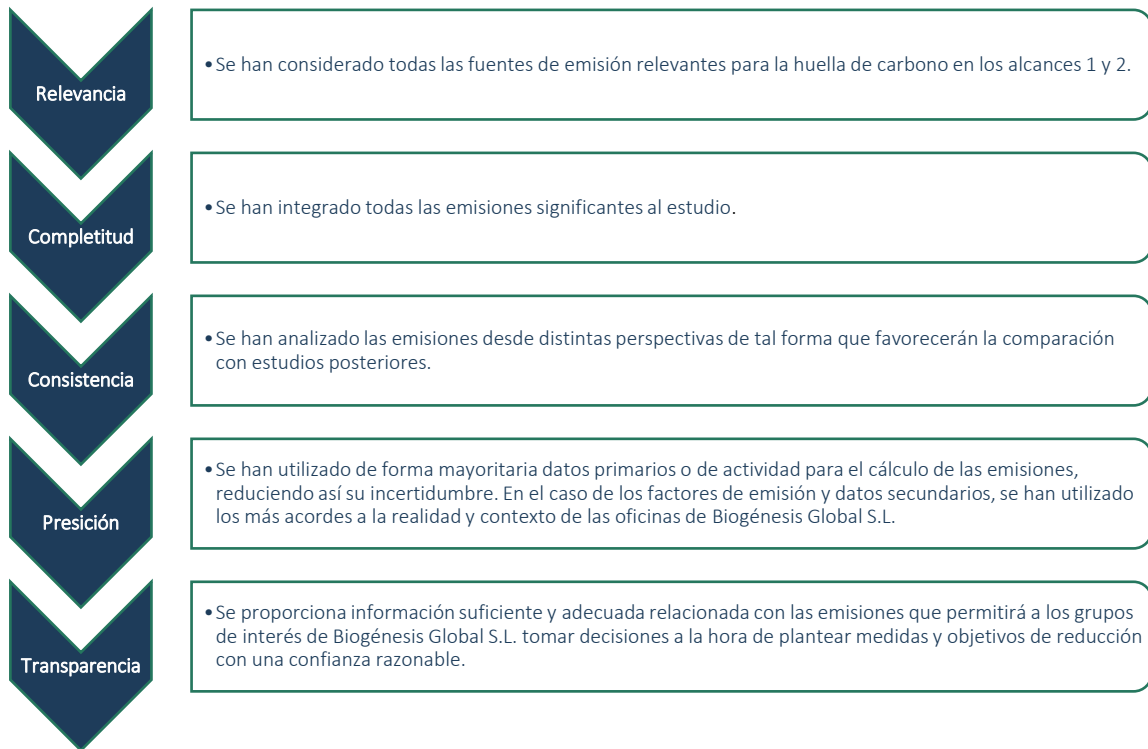 Relevancia
• Se han considerado todas las fuentes de emisión relevantes para la huella de carbono en los alcances 1 y 2.
Completitud
• Se han integrado todas las emisiones significantes al estudio.
Consistencia
• Se han analizado las emisiones desde distintas perspectivas de tal forma que favorecerán la comparación
con estudios posteriores.
Presición
• Se han utilizado de forma mayoritaria datos primarios o de actividad para el cálculo de las emisiones,
reduciendo así su incertidumbre. En el caso de los factores de emisión y datos secundarios, se han utilizado
los más acordes a la realidad y contexto de las oficinas de Biogénesis Global S.L.
Transparencia
• Se proporciona información suficiente y adecuada relacionada con las emisiones que permitirá a los grupos
de interés de Biogénesis Global S.L. tomar decisiones a la hora de plantear medidas y objetivos de reducción
con una confianza razonable.